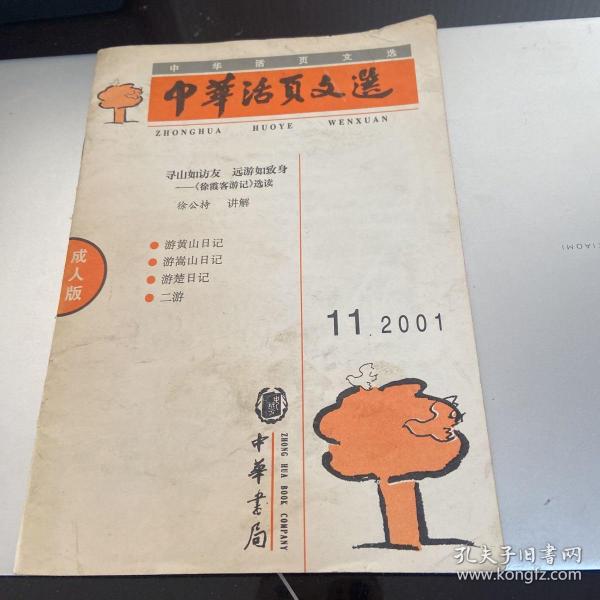 中华活页文选
中華活頁文選
ZHONGHUA HUOYE WENXUAN
寻山如访友 远游如致身
——《徐霞客游记》选读
徐公持 讲解
成人版
游黄山日记
游嵩山日记
游楚日记
二游
11.2001
中華書局
ZHONG HUA BOOK COMPANY
XIAOMI
孔夫子旧书网
www.kongfz.com